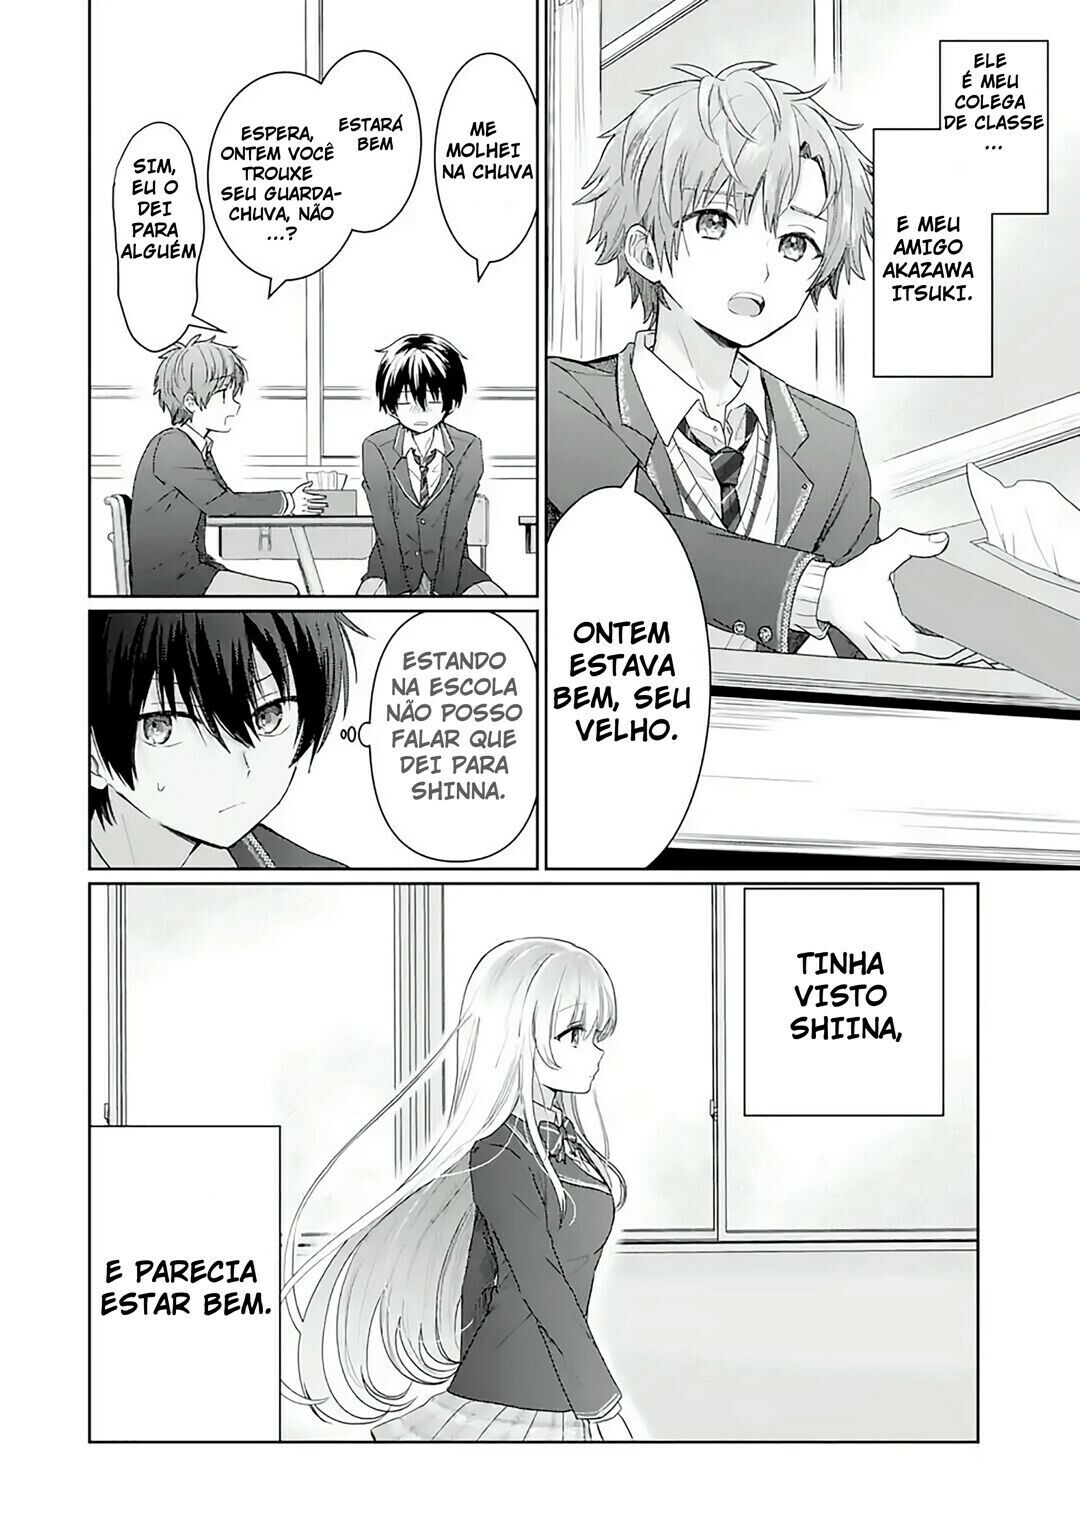 ELE
É MEU
COLEGA
DE CLASSE
...
E MEU
AMIGO
AKAZAWA
ITSUKI.
ONTEM
ESTAVA
BEM, SEU
VELHO.
ME
MOLHEI
NA CHUVA
ESTARÁ
BEM
ESPERA,
ONTEM VOCÊ
TROUXE
SEU GUARDA-
CHUVA, NÃO
...?
SIM,
EU O
DEI
PARA
ALGUÉM
ESTANDO
NA ESCOLA
NÃO POSSO
FALAR QUE
DEI PARA
SHINNA.
TINHA
VISTO
SHIINA,
E PARECIA
ESTAR BEM.